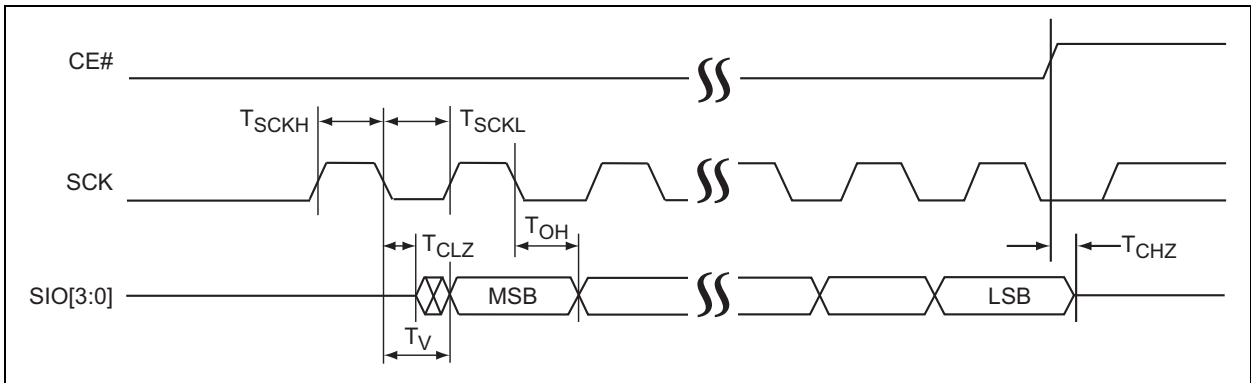 CE#
TSCKH
TSCKL
SCK
TOH
TCLZ
TCHZ
SIO[3:0]
MSB
LSB
TV